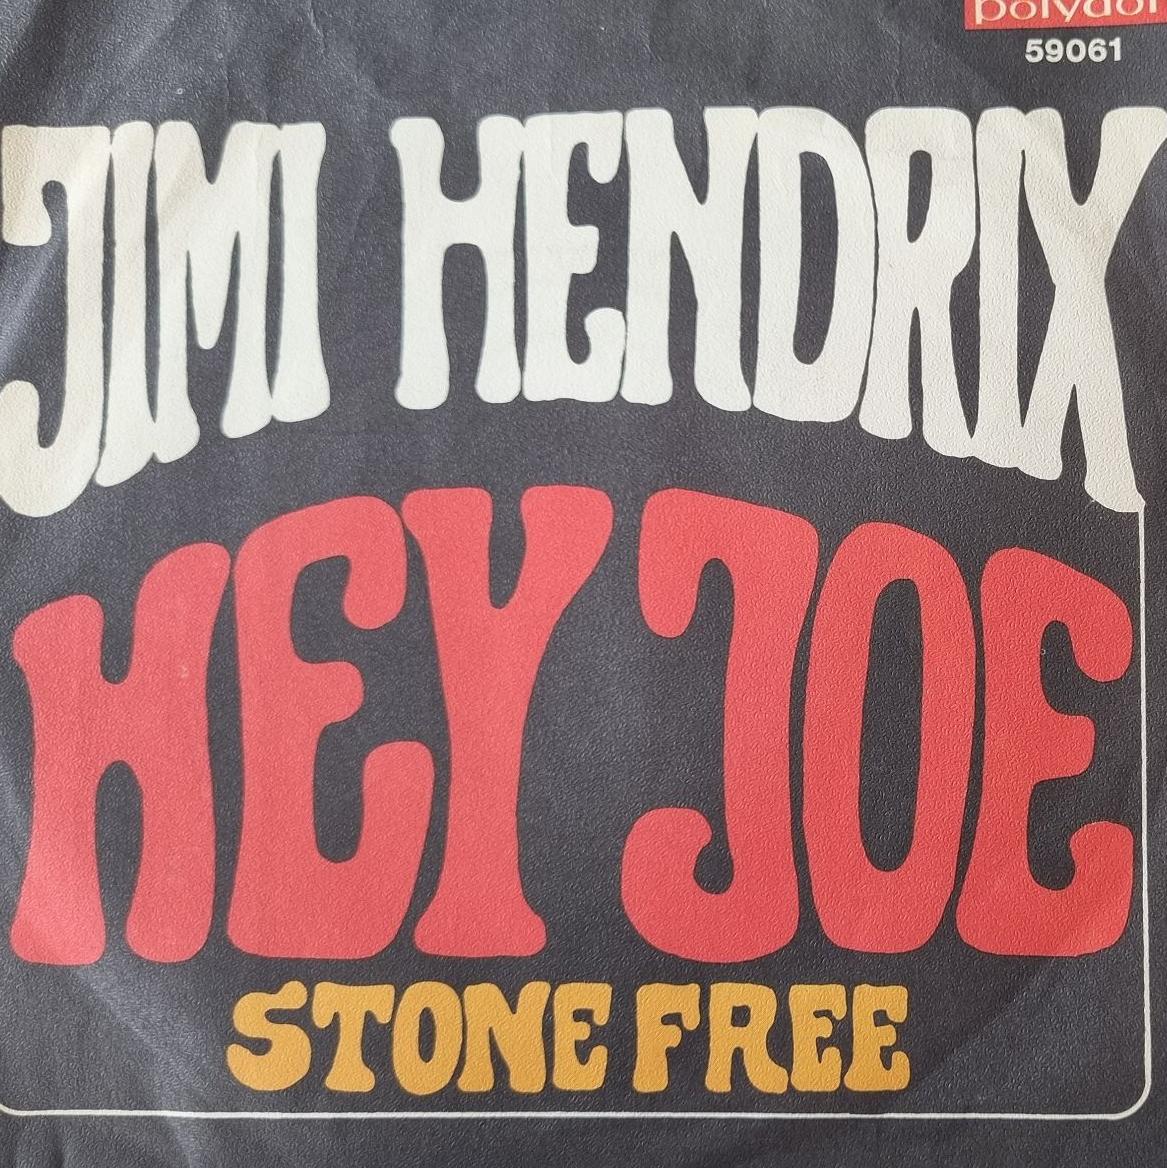 polydor
59061
JIMI HENDRIX
HEY JOE
STONE FREE